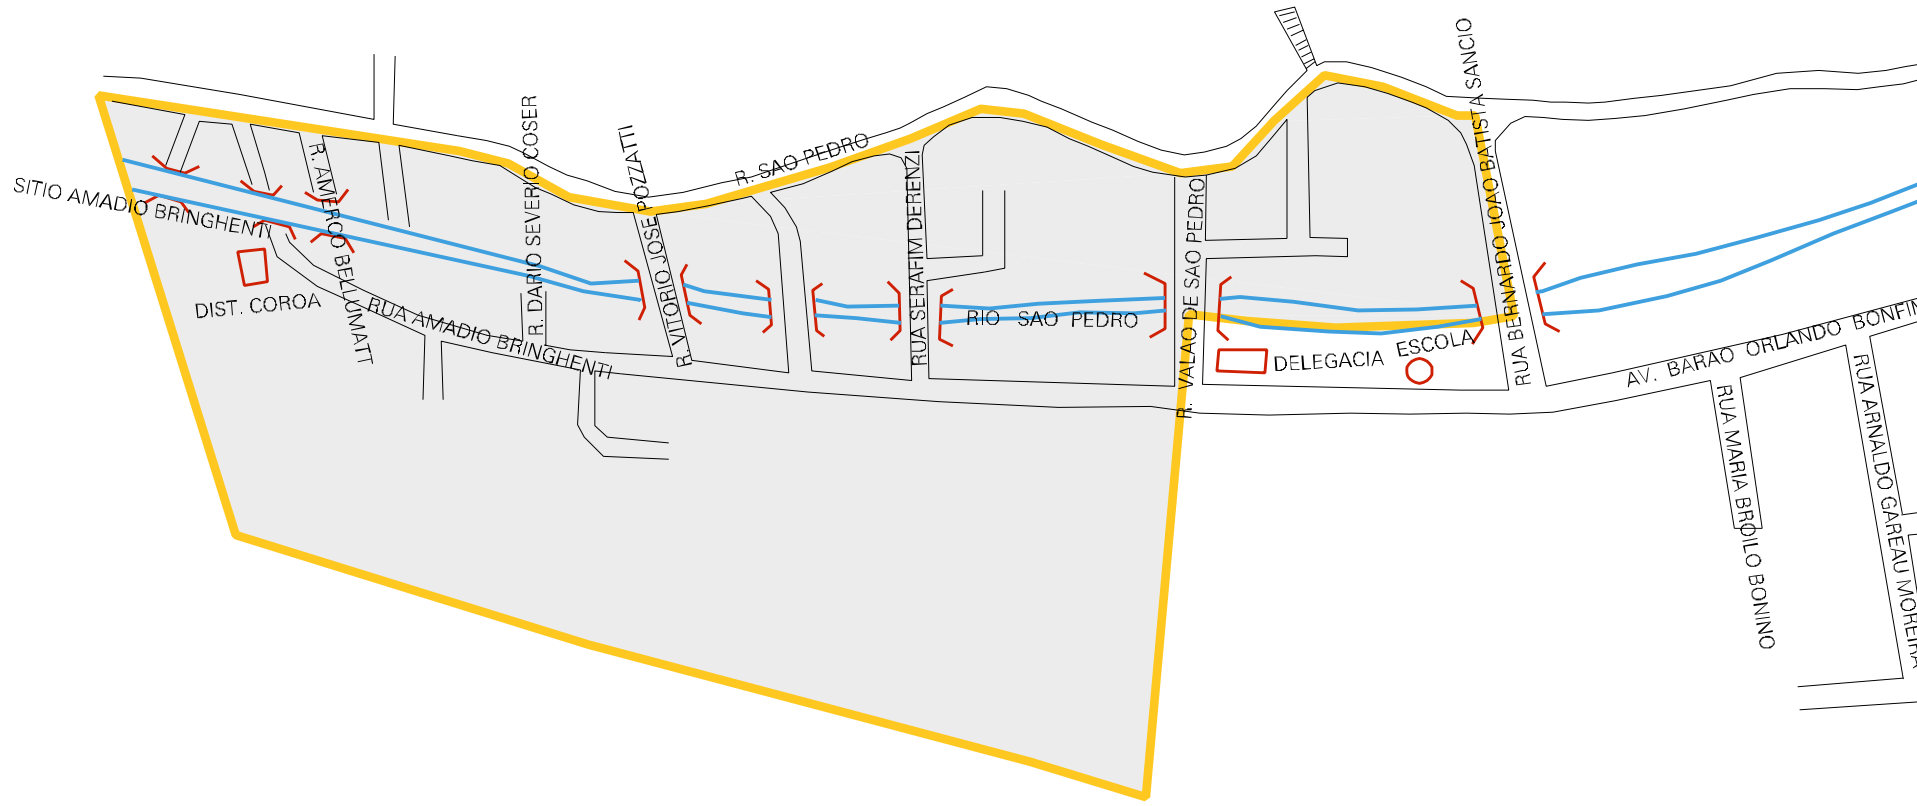 SITIO AMADIO BRINGHENTI
DIST. COROA
R. AMERCO BELLUMATT
RUA AMADIO BRINGHENTI
R. DARIO SEVERIO COSER
R. VITORIO JOSE POZZATTI
R. SAO PEDRO
RUA SERAFIM DERENZI
RIO SAO PEDRO
R. VALAO DE SAO PEDRO
DELEGACIA
ESCOLA
RUA BERNARDO JOAO BATISTA SANCIO
AV. BARAO ORLANDO BONFIM
RUA MARIA BROILO BONINO
RUA ARNALDO GAREAU MOREIRA